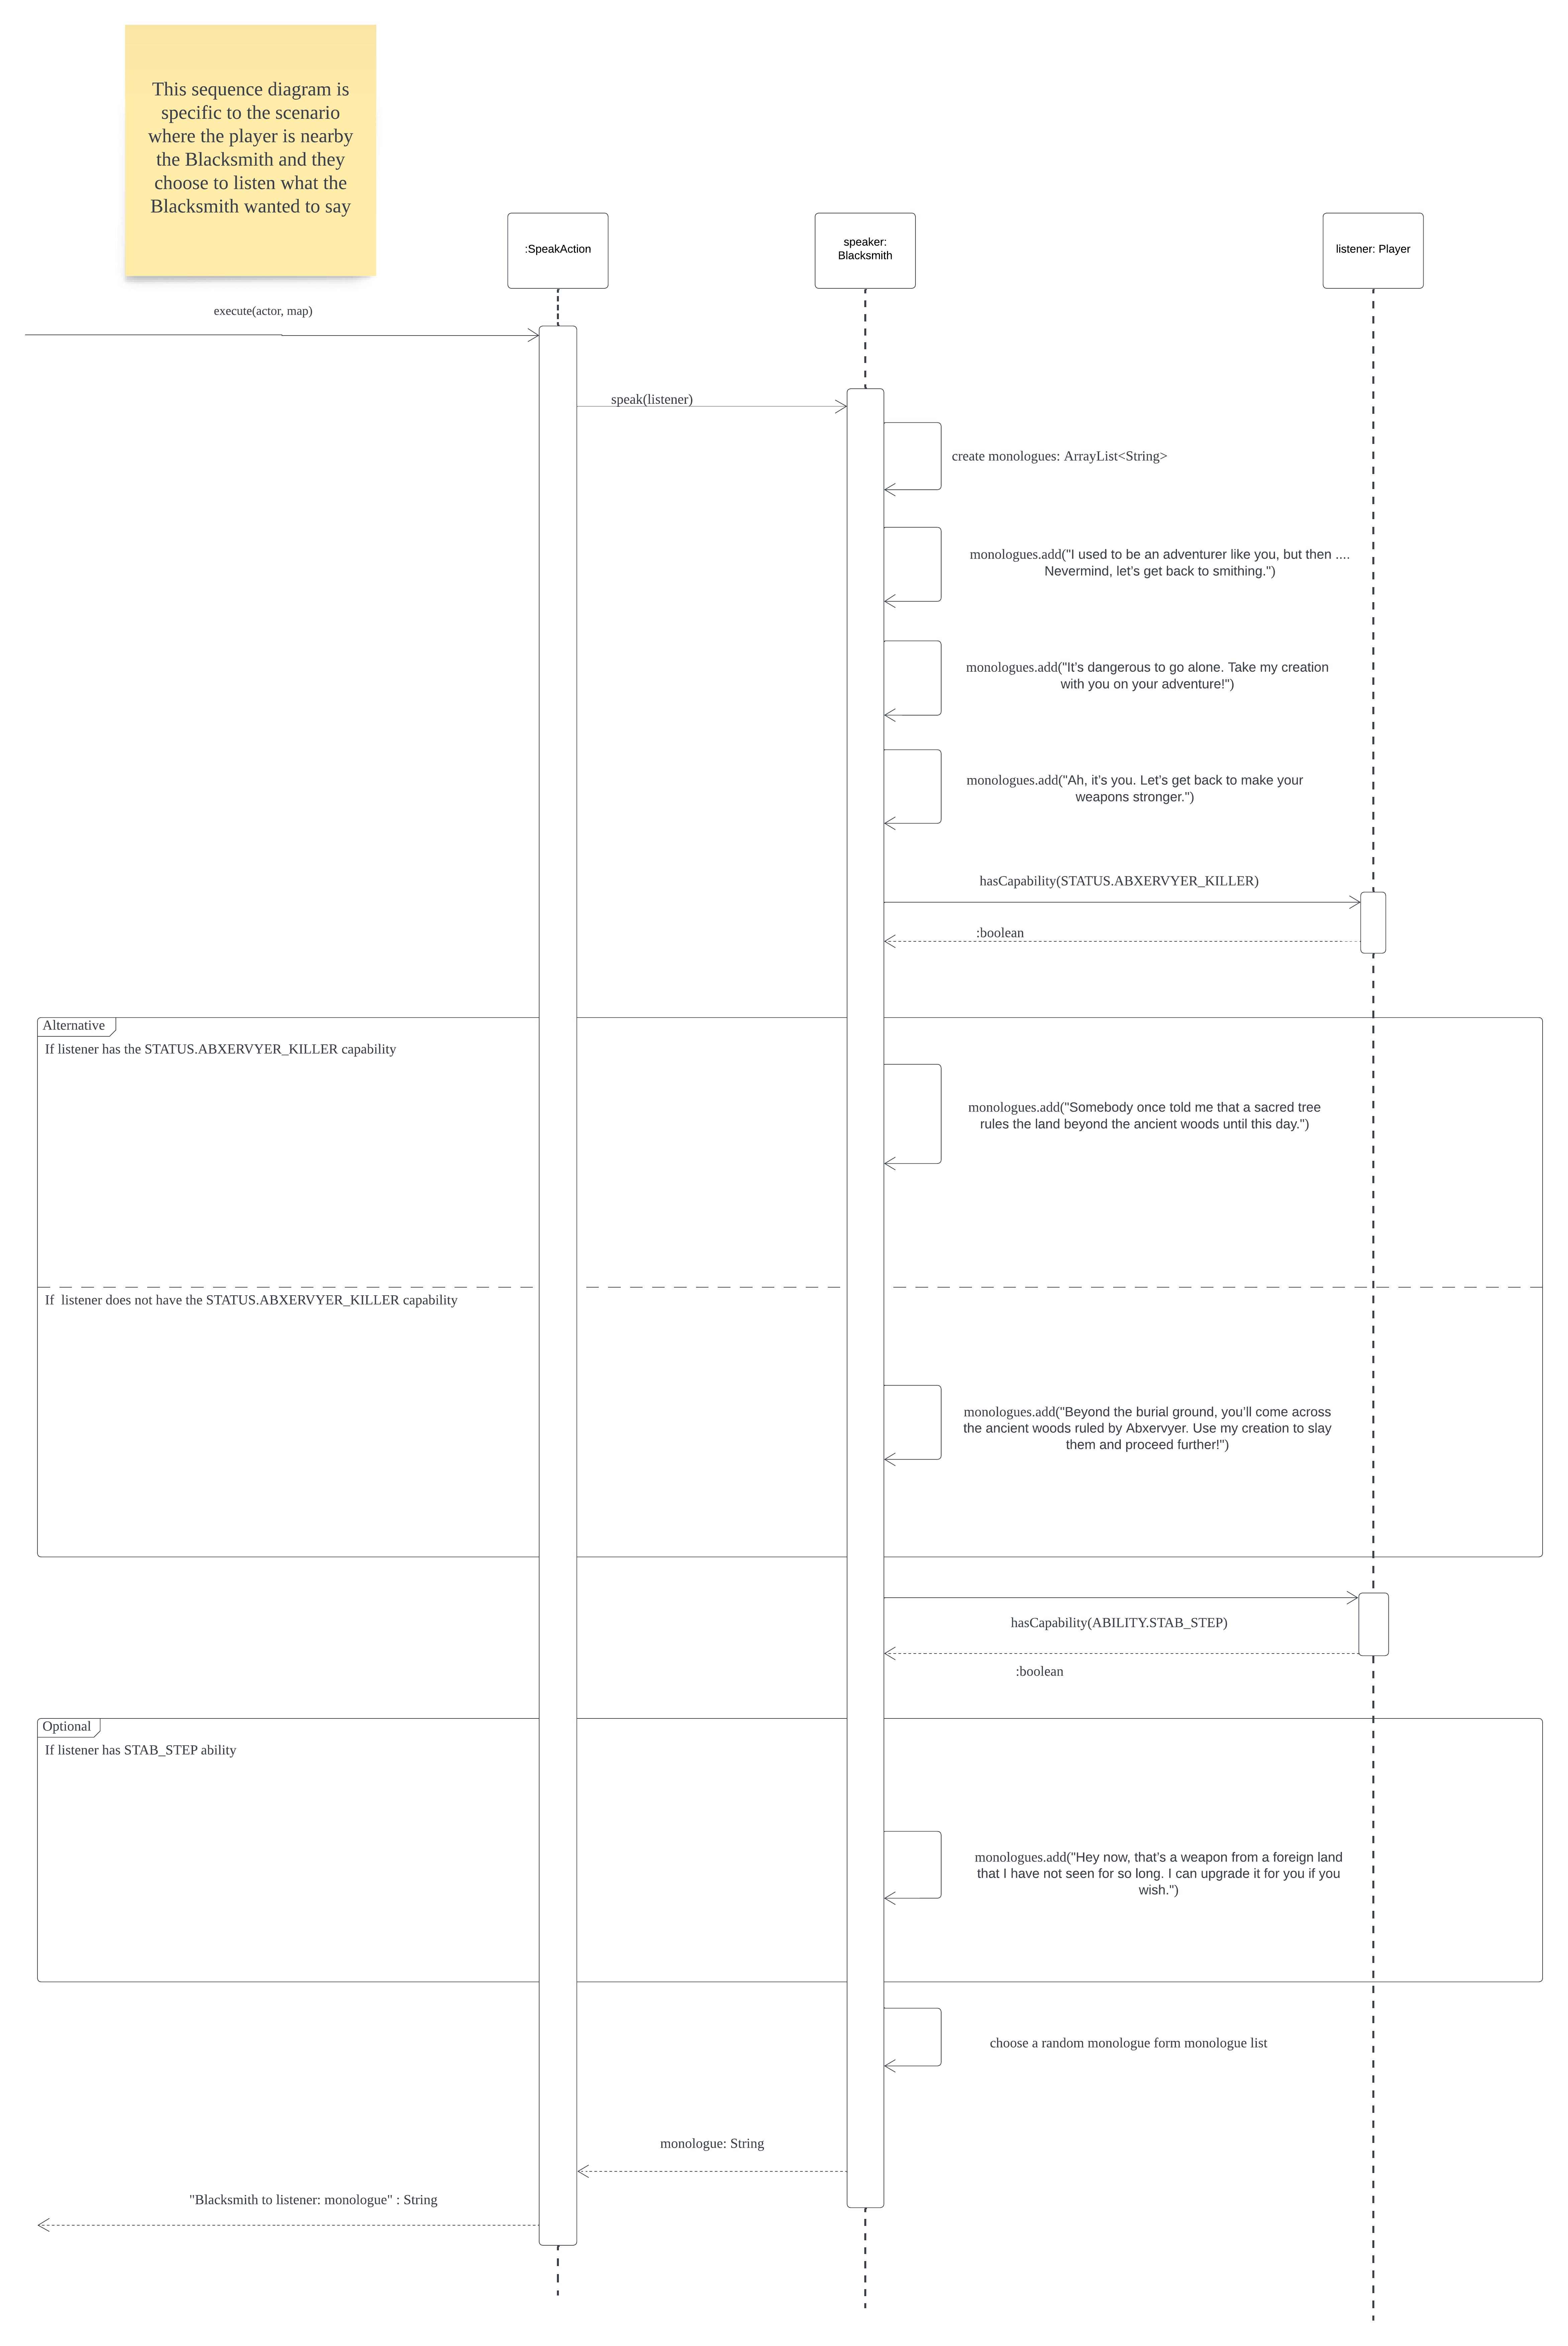 This sequence diagram is
specific to the scenario
where the player is nearby
the Blacksmith and they
choose to listen what the
Blacksmith wanted to say
:SpeakAction
speaker:
Blacksmith
listener: Player
execute(actor, map)
speak(listener)
create monologues: ArrayList<String>
monologues.add("I used to be an adventurer like you, but then ....
Nevermind, let’s get back to smithing.")
monologues.add("It’s dangerous to go alone. Take my creation
with you on your adventure!")
monologues.add("Ah, it’s you. Let’s get back to make your
weapons stronger.")
hasCapability(STATUS.ABXERVYER_KILLER)
:boolean
Alternative
If listener has the STATUS.ABXERVYER_KILLER capability
monologues.add("Somebody once told me that a sacred tree
rules the land beyond the ancient woods until this day.")
If  listener does not have the STATUS.ABXERVYER_KILLER capability
monologues.add("Beyond the burial ground, you’ll come across
the ancient woods ruled by Abxervyer. Use my creation to slay
them and proceed further!")
hasCapability(ABILITY.STAB_STEP)
:boolean
Optional
If listener has STAB_STEP ability
monologues.add("Hey now, that’s a weapon from a foreign land
that I have not seen for so long. I can upgrade it for you if you
wish.")
choose a random monologue form monologue list
monologue: String
"Blacksmith to listener: monologue" : String